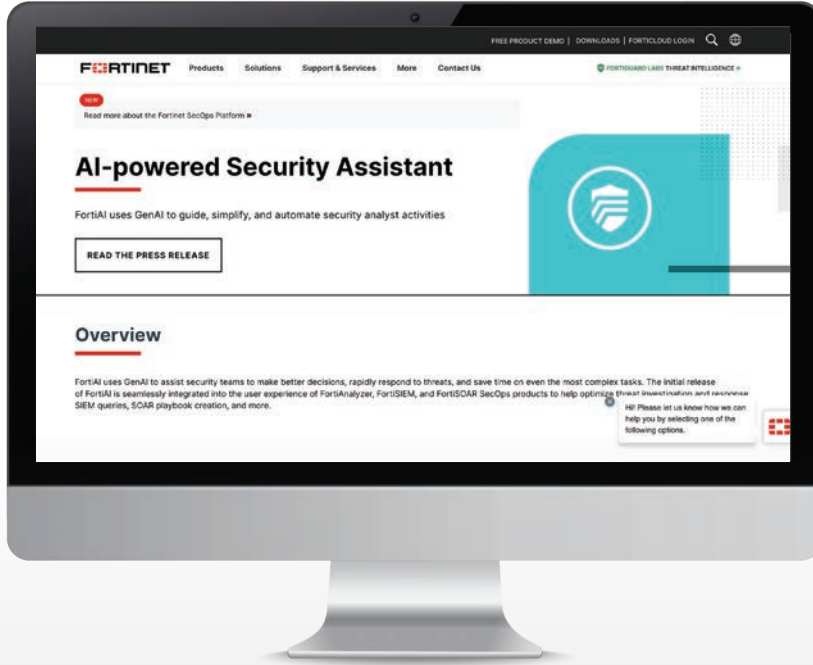 FREE PRODUCT DEMO | DOWNLOADS | FORTICLOUD LOGIN
FORTINET Products Solutions Support & Services More Contact Us FORTIGUARD LABS THREAT INTELLIGENCE »
NEW
Read more about the Fortinet SecOps Platform »
AI-powered Security Assistant
FortiAI uses GenAI to guide, simplify, and automate security analyst activities
READ THE PRESS RELEASE
Overview
FortiAI uses GenAI to assist security teams to make better decisions, rapidly respond to threats, and save time on even the most complex tasks. The initial release
of FortiAI is seamlessly integrated into the user experience of FortiAnalyzer, FortiSIEM, and FortiSOAR SecOps products to help optimize threat investigation and response
SIEM queries, SOAR playbook creation, and more.
Hi! Please let us know how we can
help you by selecting one of the
following options.